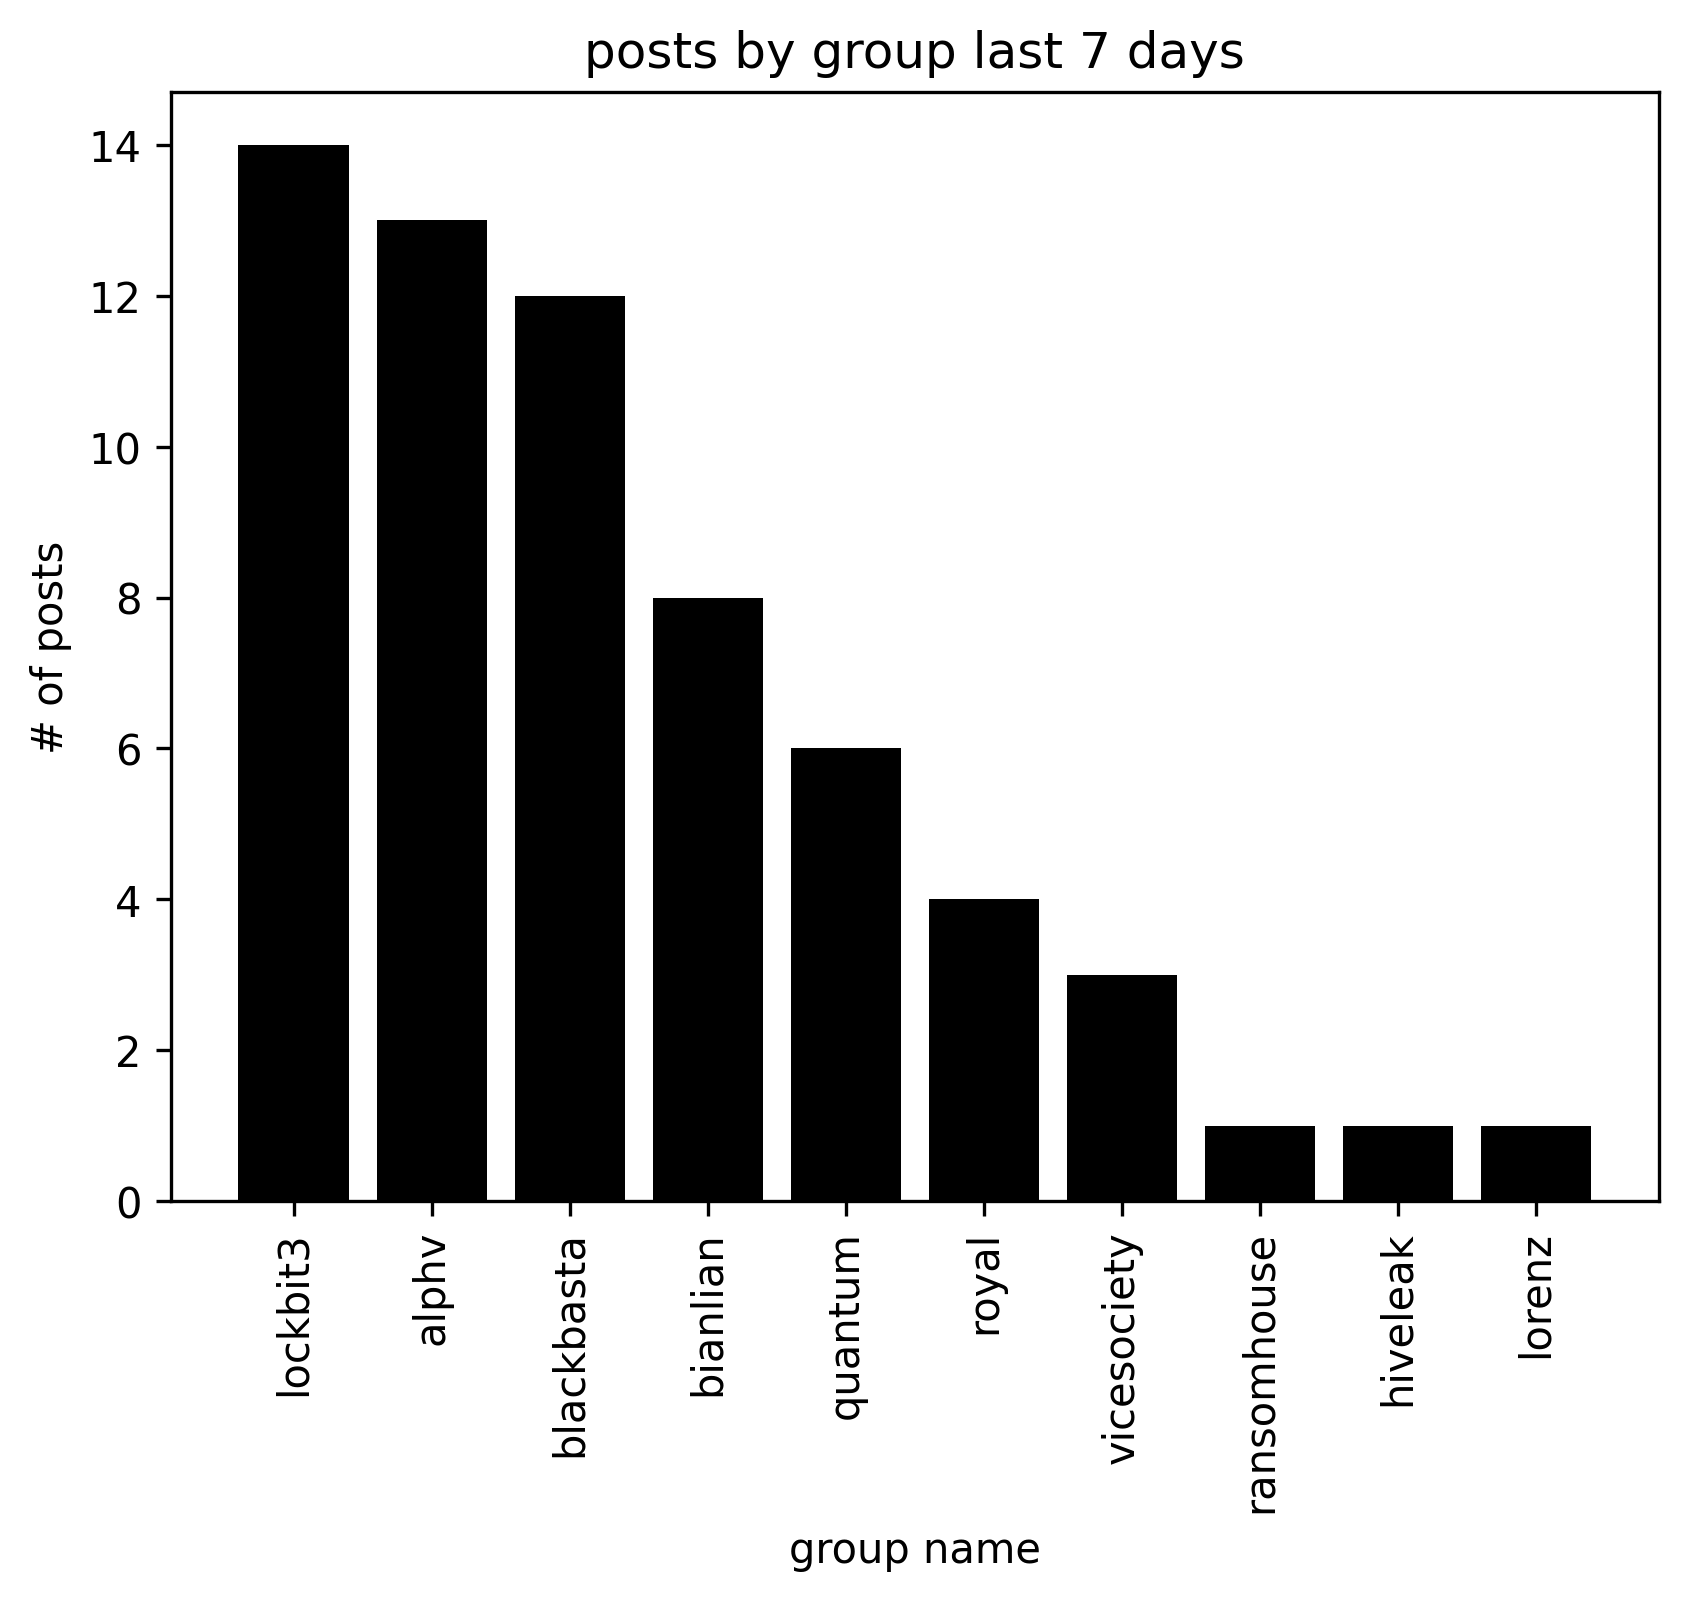 posts by group last 7 days
# of posts
14
12
10
8
6
4
2
0
lockbit3
alphv
blackbasta
bianlian
quantum
royal
vicesociety
ransomhouse
hiveleak
lorenz
group name